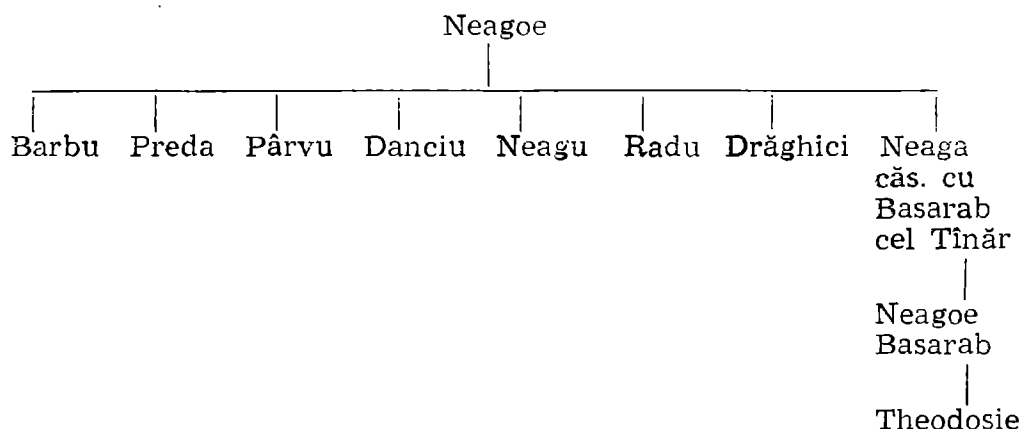 Neagoe
Barbu Preda Pârvu Danciu Neagu Radu Drăghici Neaga
căs. cu
Basarab
cel Tînăr
Neagoe
Basarab
Theodosie